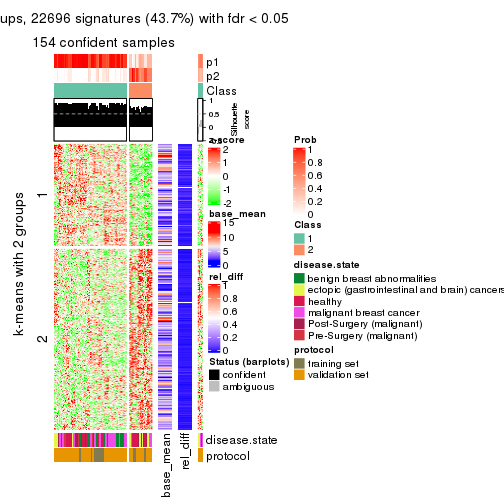 ups, 22696 signatures (43.7%) with fdr < 0.05
154 confident samples
p1
p2
Class
1
0.5
0
Silhouette
score
k-means with 2 groups
1
2
z-score
2
1
0
-1
-2
base_mean
15
10
5
0
rel_diff
1
0.8
0.6
0.4
0.2
0
Status (barplots)
confident
ambiguous
Prob
1
0.8
0.6
0.4
0.2
0
Class
1
2
disease.state
benign breast abnormalities
ectopic (gastrointestinal and brain) cancers
healthy
malignant breast cancer
Post-Surgery (malignant)
Pre-Surgery (malignant)
protocol
training set
validation set
disease.state
protocol
base_mean
rel_diff